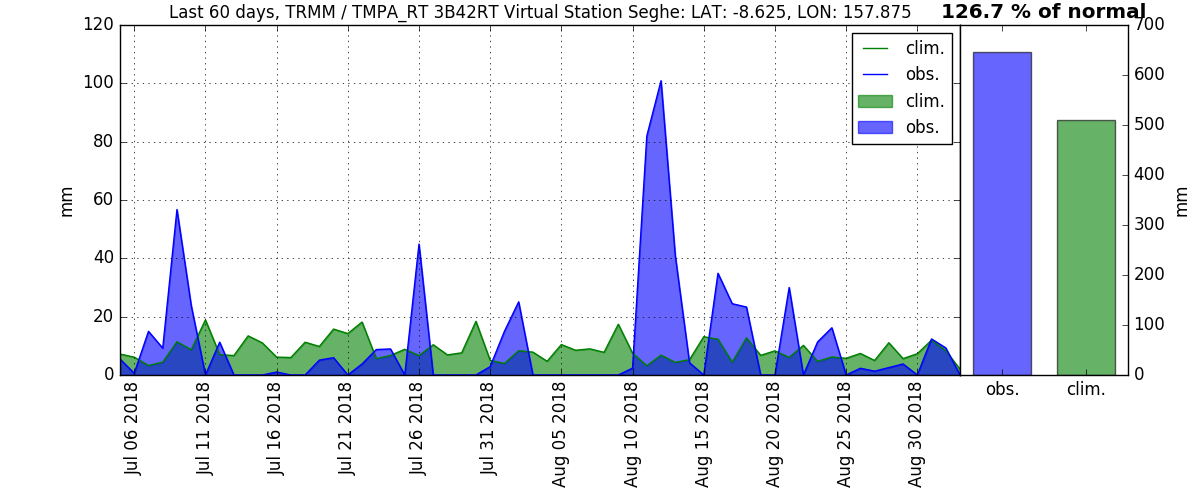 Last 60 days, TRMM / TMPA_RT 3B42RT Virtual Station Seghe: LAT: -8.625, LON: 157.875
126.7 % of normal
120
100
80
60
40
20
0
mm
clim.
obs.
clim.
obs.
700
600
500
400
300
200
100
0
mm
Jul 06 2018
Jul 11 2018
Jul 16 2018
Jul 21 2018
Jul 26 2018
Jul 31 2018
Aug 05 2018
Aug 10 2018
Aug 15 2018
Aug 20 2018
Aug 25 2018
Aug 30 2018
obs.
clim.